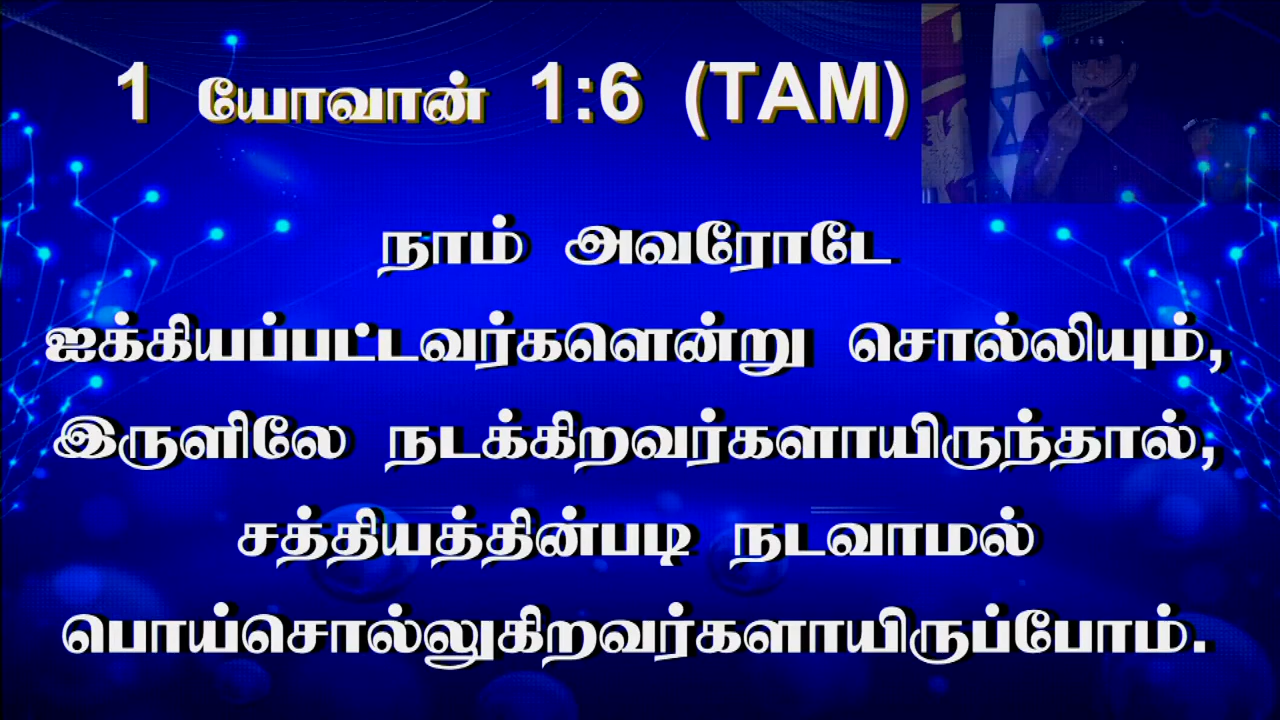 1 யோவான் 1:6 (TAM)
நாம் அவரோடே
ஐக்கியப்பட்டவர்களென்று சொல்லியும்,
இருளிலே நடக்கிறவர்களாயிருந்தால்,
சத்தியத்தின்படி நடவாமல்
பொய்சொல்லுகிறவர்களாயிருப்போம்.